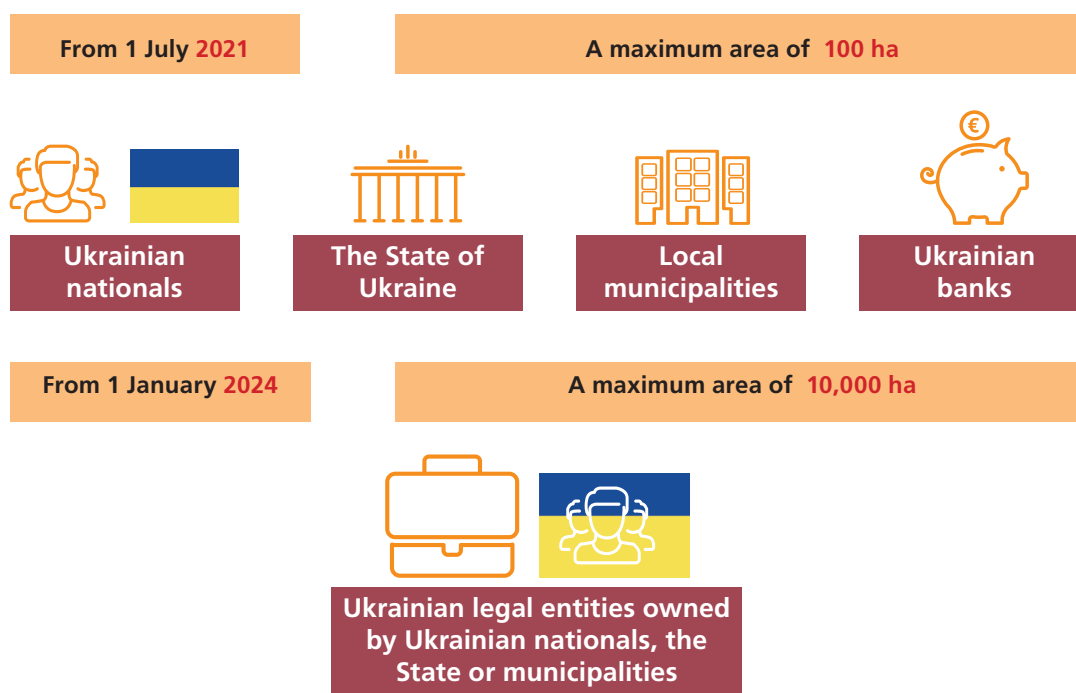 From 1 July 2021
A maximum area of 100 ha
€
Ukrainian
nationals
The State of
Ukraine
Local
municipalities
Ukrainian
banks
From 1 January 2024
A maximum area of 10,000 ha
Ukrainian legal entities owned
by Ukrainian nationals, the
State or municipalities